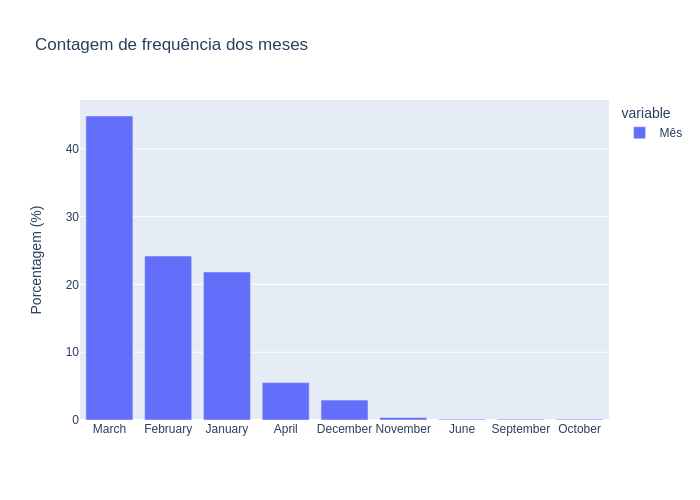 Contagem de frequência dos meses
variable
Mês
Porcentagem (%)
40
30
20
10
0
March February January April December November June September October